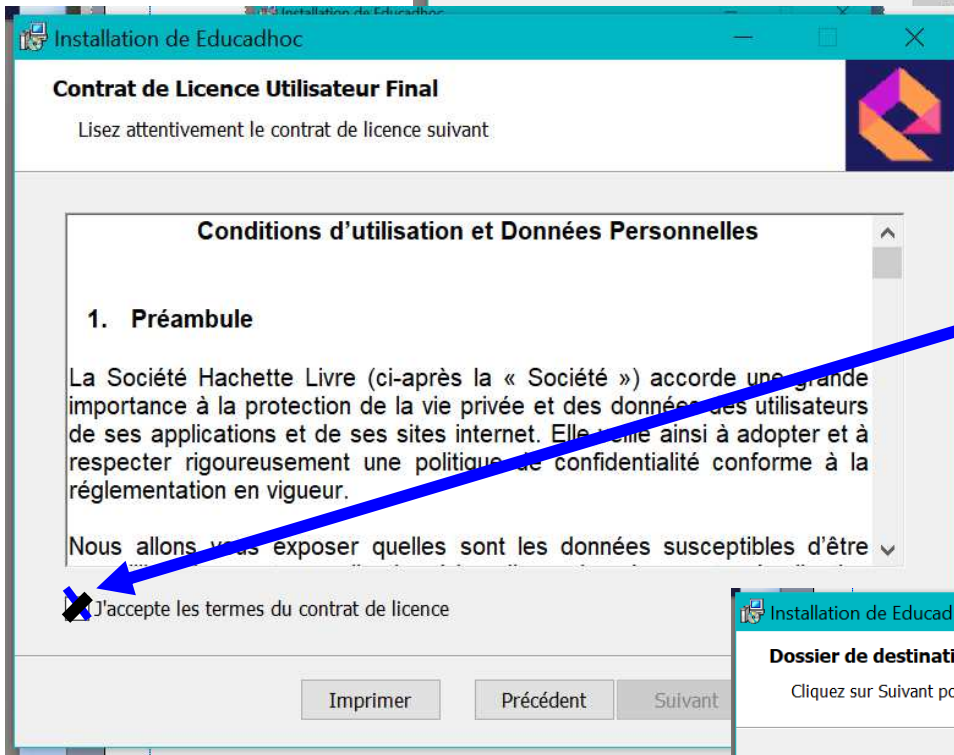 Installation de Educadhoc
Installation de Educadhoc
Contrat de Licence Utilisateur Final
Lisez attentivement le contrat de licence suivant
Conditions d'utilisation et Données Personnelles
1. Préambule
La Société Hachette Livre (ci-après la « Société ») accorde une grande
importance à la protection de la vie privée et des données des utilisateurs
de ses applications et de ses sites internet. Elle veille ainsi à adopter et à
respecter rigoureusement une politique de confidentialité conforme à la
réglementation en vigueur.
Nous allons vous exposer quelles sont les données susceptibles d'être
J'accepte les termes du contrat de licence
Imprimer Précédent Suivant
Installation de Educad
Dossier de destinati
Cliquez sur Suivant po